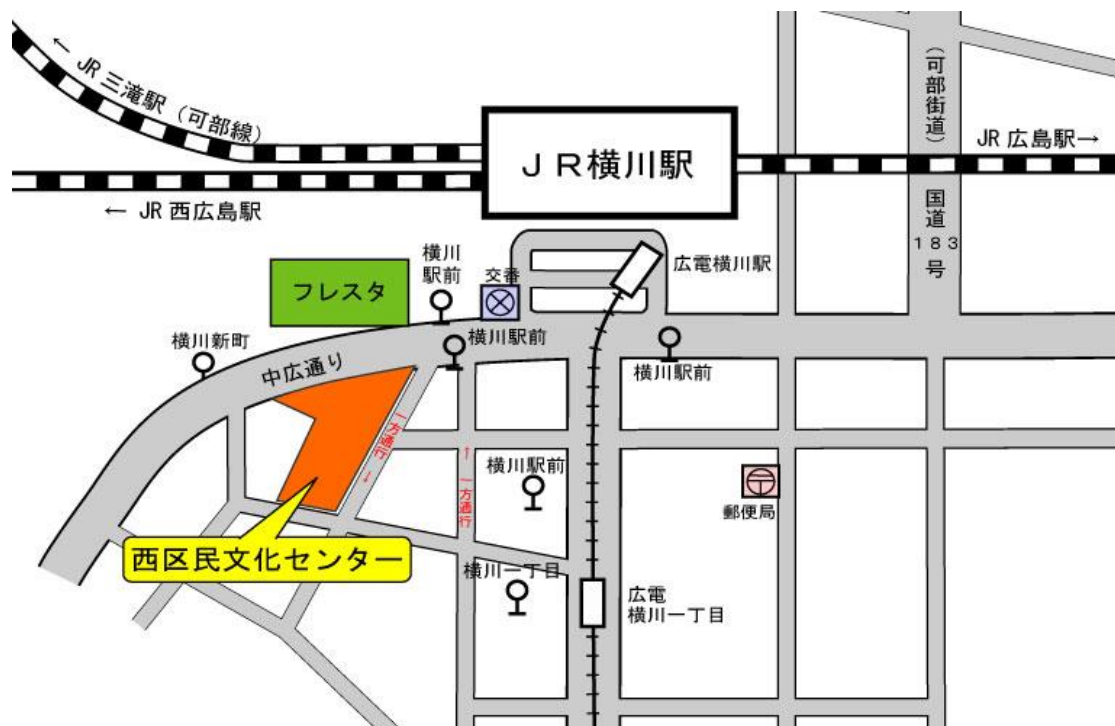 ← JR 三滝駅（可部線）
ＪＲ横川駅
(可部街道)
JR 広島駅→
← JR 西広島駅
国道
１８３
号
横川
駅前
交番
広電横川駅
フレスタ
横川新町
横川駅前
横川駅前
中広通り
一方通行 →
横川駅前
← 一方通行
郵便局
西区民文化センター
横川一丁目
広電
横川一丁目